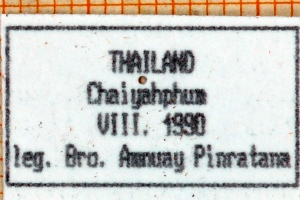 THAILAND
Chaiyahphum
VIII. 1990
leg. Bro. Amnuay Pinratana